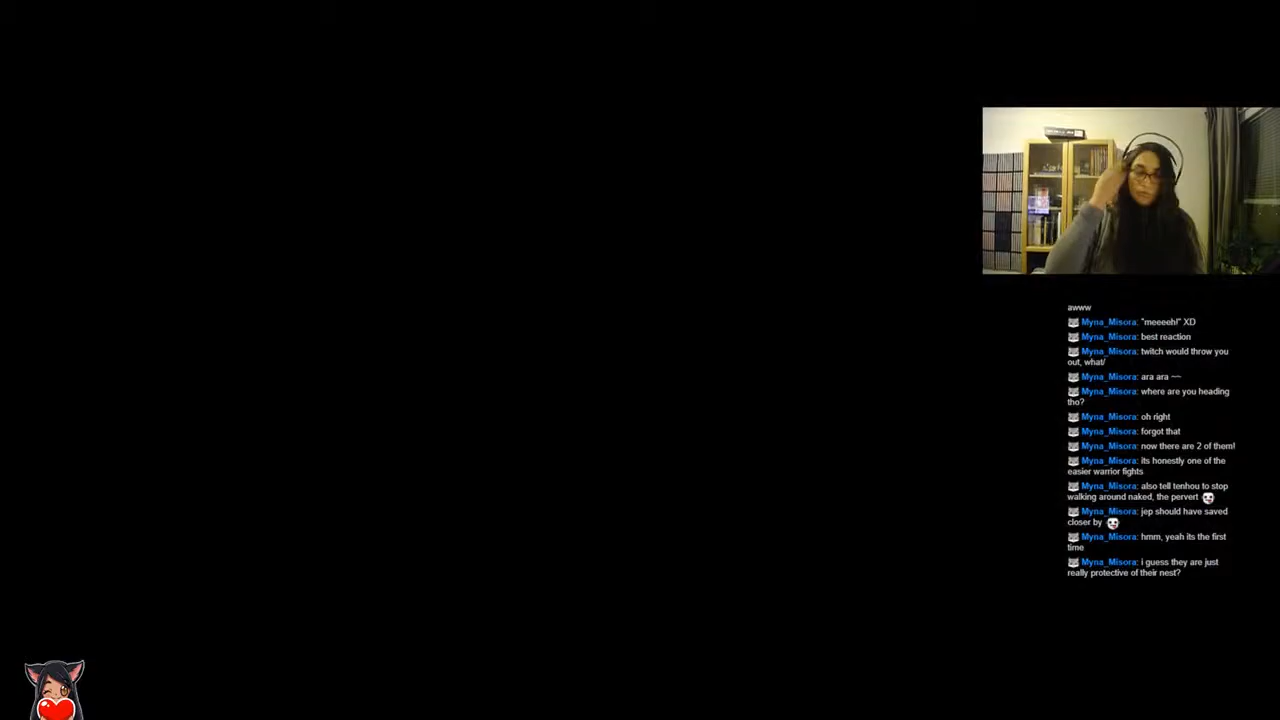 awww
Myna_Misora: "meeeeh!" XD
Myna_Misora: best reaction
Myna_Misora: twitch would throw you
out, what/
Myna_Misora: ara ara ~~
Myna_Misora: where are you heading
tho?
Myna_Misora: oh right
Myna_Misora: forgot that
Myna_Misora: now there are 2 of them!
Myna_Misora: its honestly one of the
easier warrior fights
Myna_Misora: also tell tenhou to stop
walking around naked, the pervert
Myna_Misora: jep should have saved
closer by
Myna_Misora: hmm, yeah its the first
time
Myna_Misora: i guess they are just
really protective of their nest?